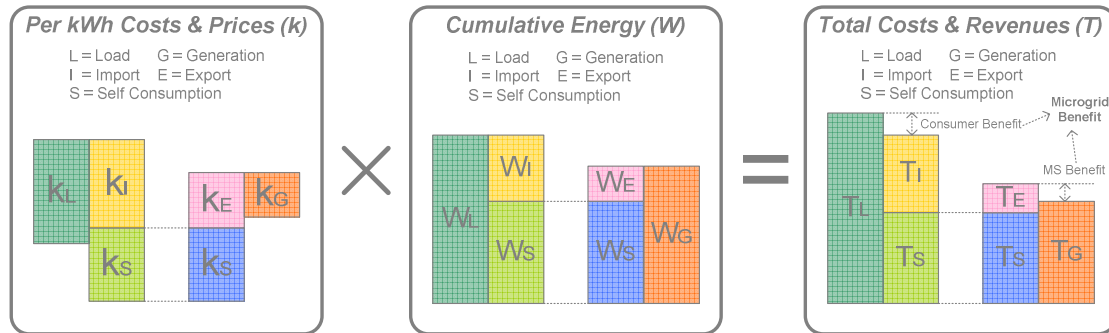 Per kWh Costs & Prices (k)
L = Load G = Generation
I = Import E = Export
S = Self Consumption
kL
kI
kS
kE
kS
kG
×
Cumulative Energy (W)
L = Load G = Generation
I = Import E = Export
S = Self Consumption
WL
WI
WS
WE
WS
WG
=
Total Costs & Revenues (T)
L = Load G = Generation
I = Import E = Export
S = Self Consumption
Microgrid
Benefit
Consumer Benefit
MS Benefit
TL
TI
TS
TE
TS
TG